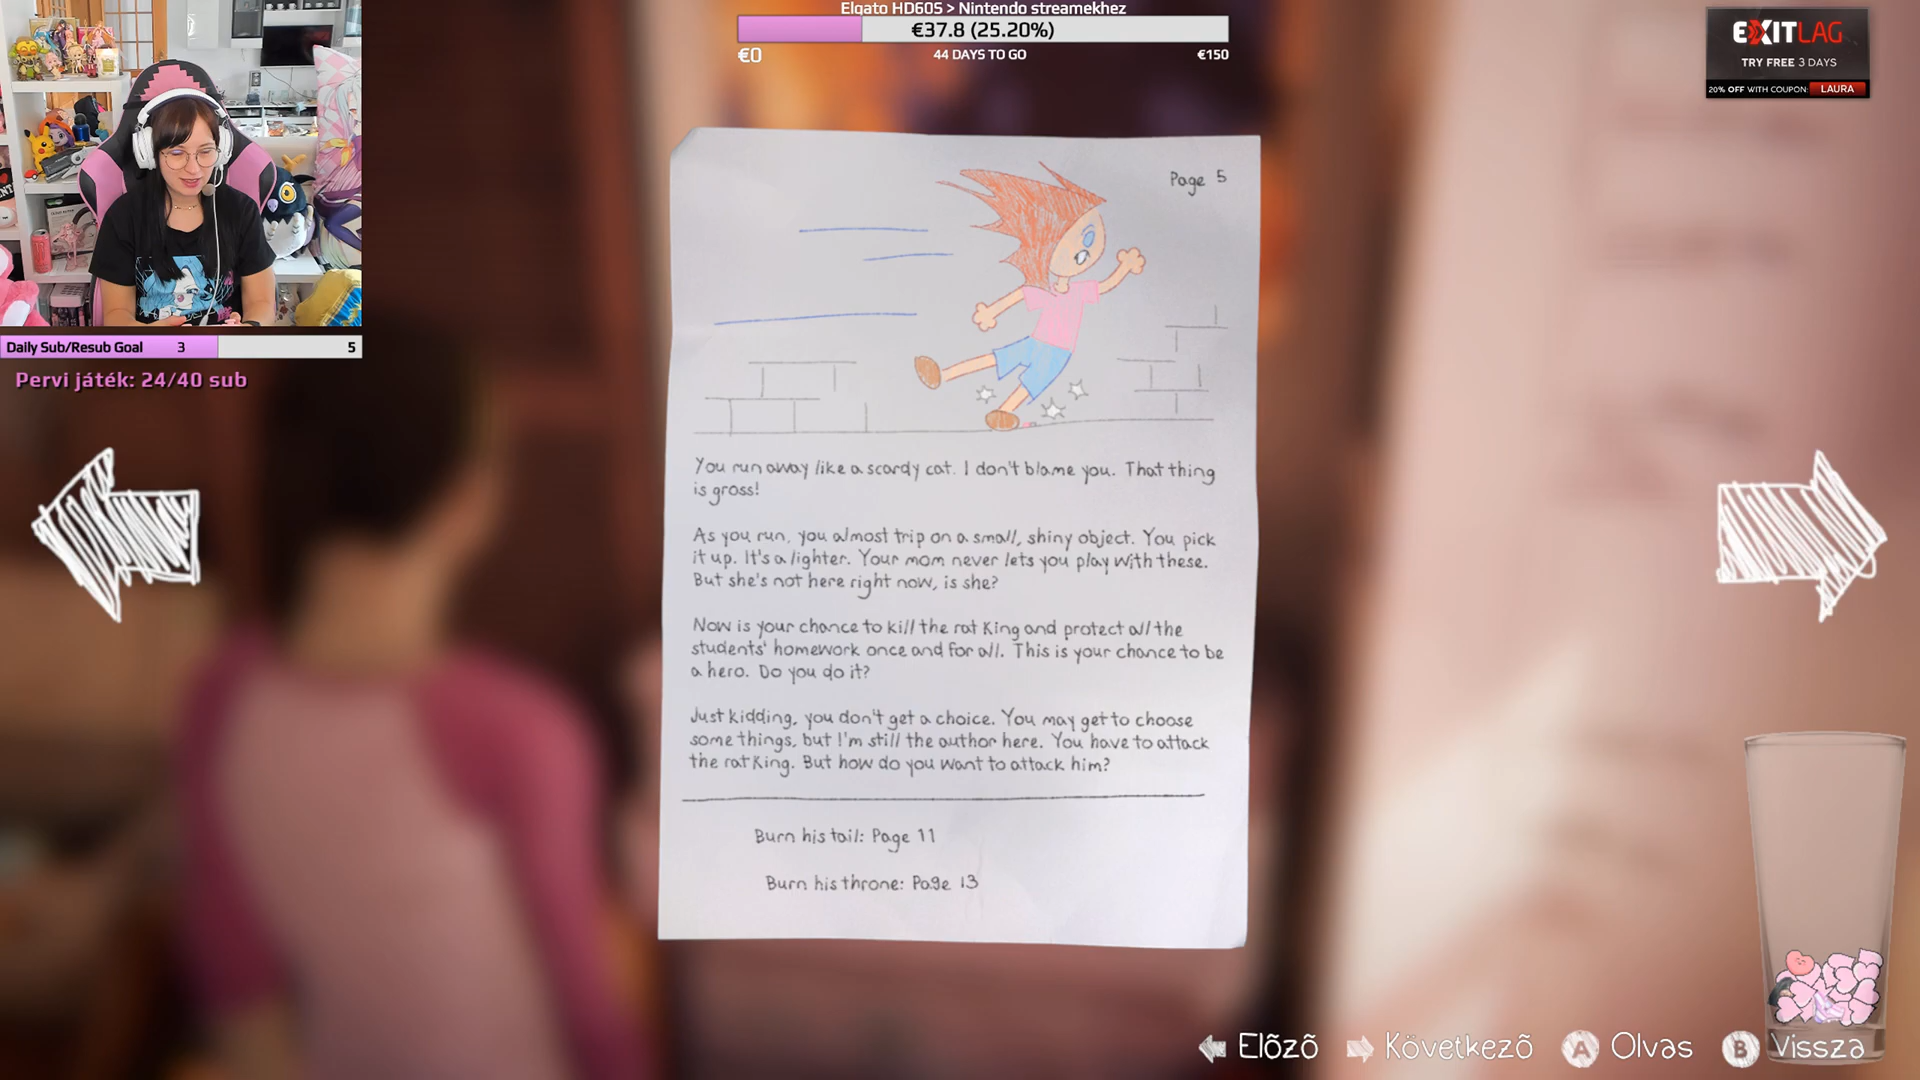 Elgato HD60S > Nintendo streamekhez
€37.8 (25.20%)
€0
44 DAYS TO GO
€150
EXITLAG
TRY FREE 3 DAYS
20% OFF WITH COUPON: LAURA
Daily Sub/Resub Goal 3 5
Pervi játék: 24/40 sub
Page 5
You run away like a scardy cat. I don't blame you. That thing
is gross!
As you run, you almost trip on a small, shiny object. You pick
it up. It's a lighter. Your mom never lets you play with these.
But she's not here right now, is she?
Now is your chance to kill the rat King and protect all the
students' homework once and for all. This is your chance to be
a hero. Do you do it?
Just kidding, you don't get a choice. You may get to choose
some things, but I'm still the author here. You have to attack
the rat King. But how do you want to attack him?
Burn his tail: Page 11
Burn his throne: Page 13
Előző
Következő
A Olvas
B Vissza